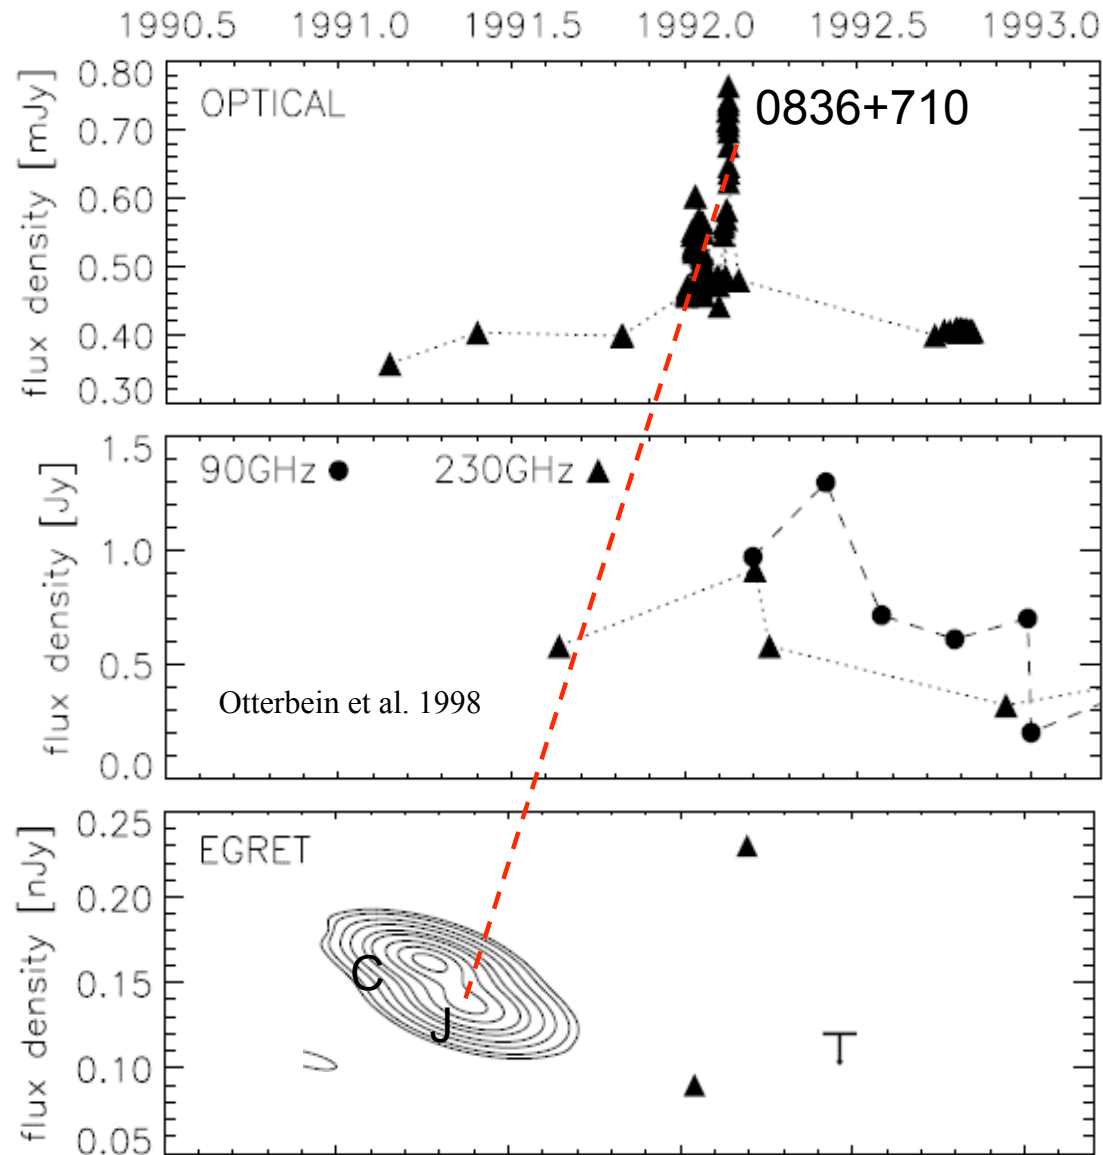 1990.5 1991.0 1991.5 1992.0 1992.5 1993.0
flux density [mJy]
0.80
0.70
0.60
0.50
0.40
0.30
OPTICAL
0836+710
flux density [Jy]
1.5
1.0
0.5
0.0
90GHz 230GHz
Otterbein et al. 1998
flux density [nJy]
0.25
0.20
0.15
0.10
0.05
EGRET
C
J